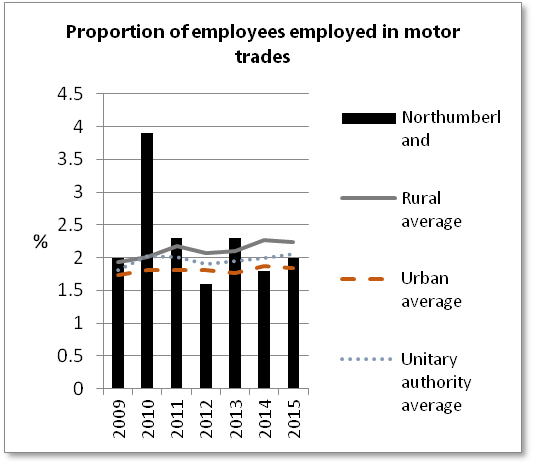 Proportion of employees employed in motor
trades
4.5
4
3.5
3
2.5
2
1.5
1
0.5
0
%
2009
2010
2011
2012
2013
2014
2015
Northumberl
and
Rural
average
Urban
average
Unitary
authority
average